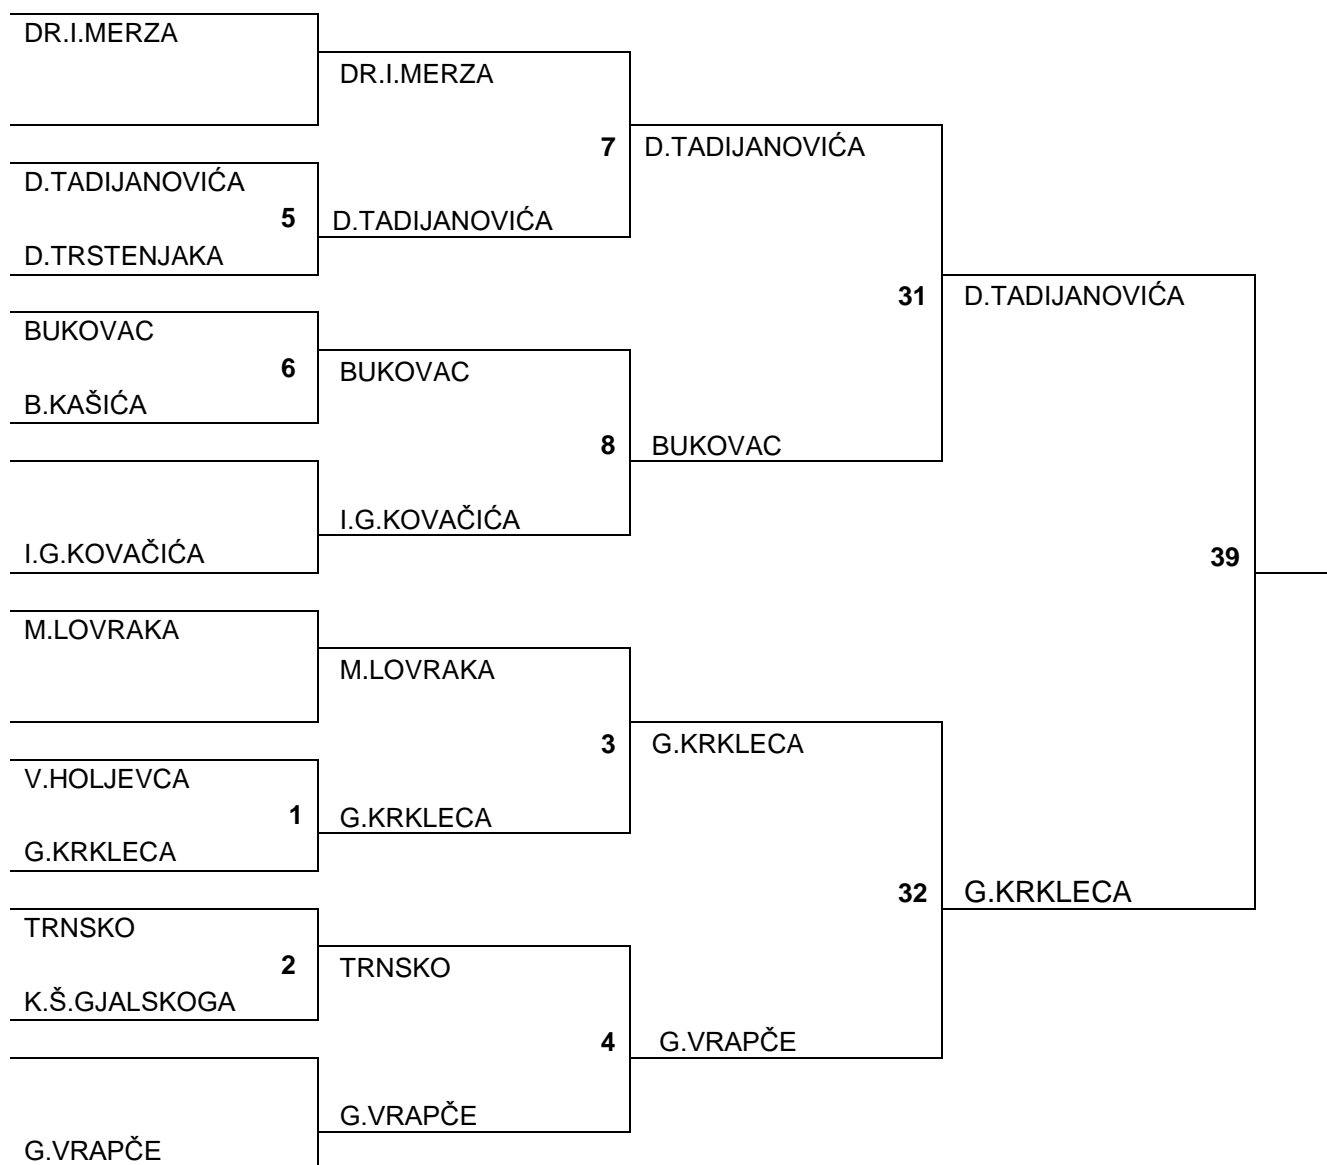 DR.I.MERZA
DR.I.MERZA
7 D.TADIJANOVIĆA
D.TADIJANOVIĆA
5 D.TADIJANOVIĆA
D.TRSTENJAKA
31 D.TADIJANOVIĆA
BUKOVAC
6 BUKOVAC
B.KAŠIĆA
8 BUKOVAC
I.G.KOVAČIĆA
I.G.KOVAČIĆA
39
M.LOVRAKA
M.LOVRAKA
3 G.KRKLECA
V.HOLJEVCA
1 G.KRKLECA
G.KRKLECA
32 G.KRKLECA
TRNSKO
2 TRNSKO
K.Š.GJALSKOGA
4 G.VRAPČE
G.VRAPČE
G.VRAPČE